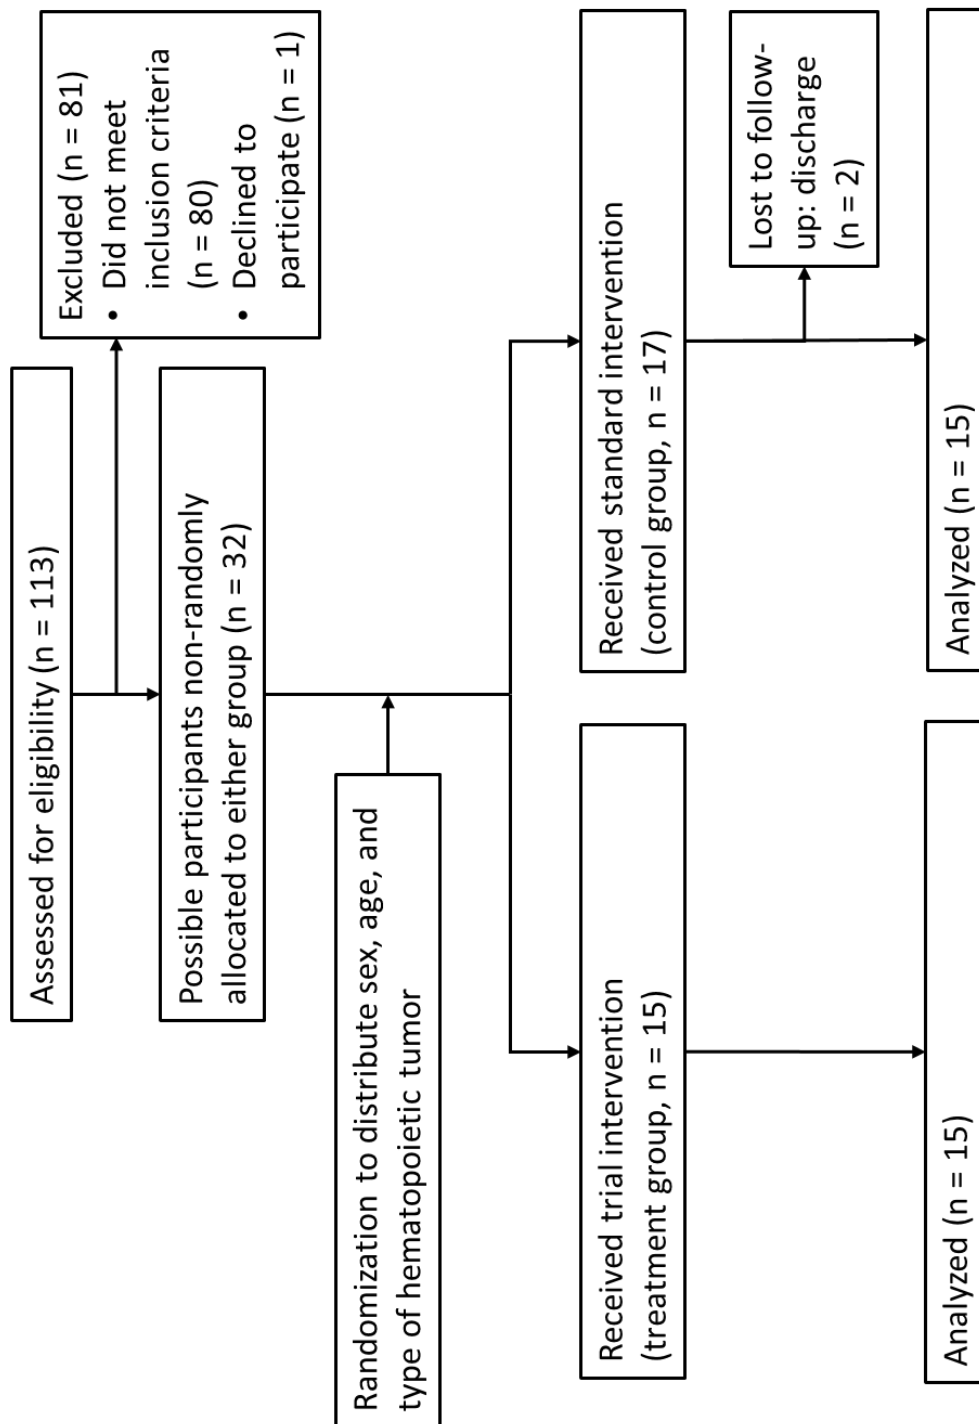 Assessed for eligibility (n = 113)
Excluded (n = 81)
• Did not meet
inclusion criteria
(n = 80)
• Declined to
participate (n = 1)
Possible participants non-randomly
allocated to either group (n = 32)
Randomization to distribute sex, age, and
type of hematopoietic tumor
Received trial intervention
(treatment group, n = 15)
Received standard intervention
(control group, n = 17)
Lost to follow-
up: discharge
(n = 2)
Analyzed (n = 15)
Analyzed (n = 15)